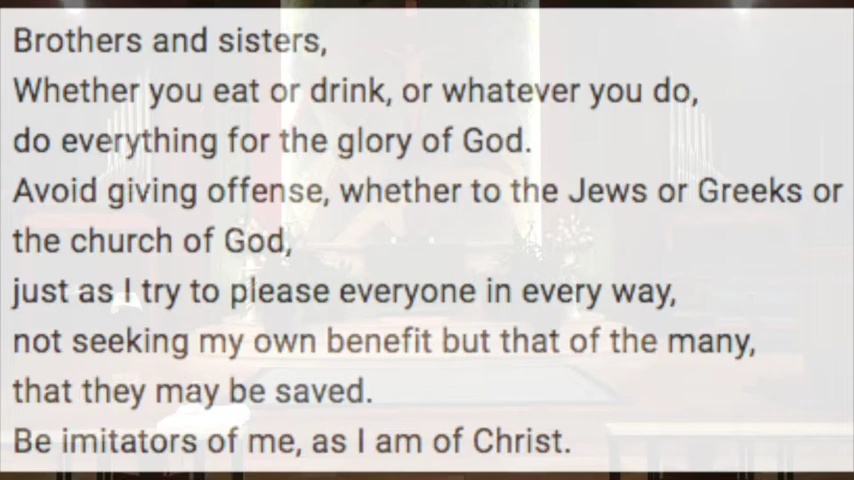 Brothers and sisters,
Whether you eat or drink, or whatever you do,
do everything for the glory of God.
Avoid giving offense, whether to the Jews or Greeks or
the church of God,
just as I try to please everyone in every way,
not seeking my own benefit but that of the many,
that they may be saved.
Be imitators of me, as I am of Christ.